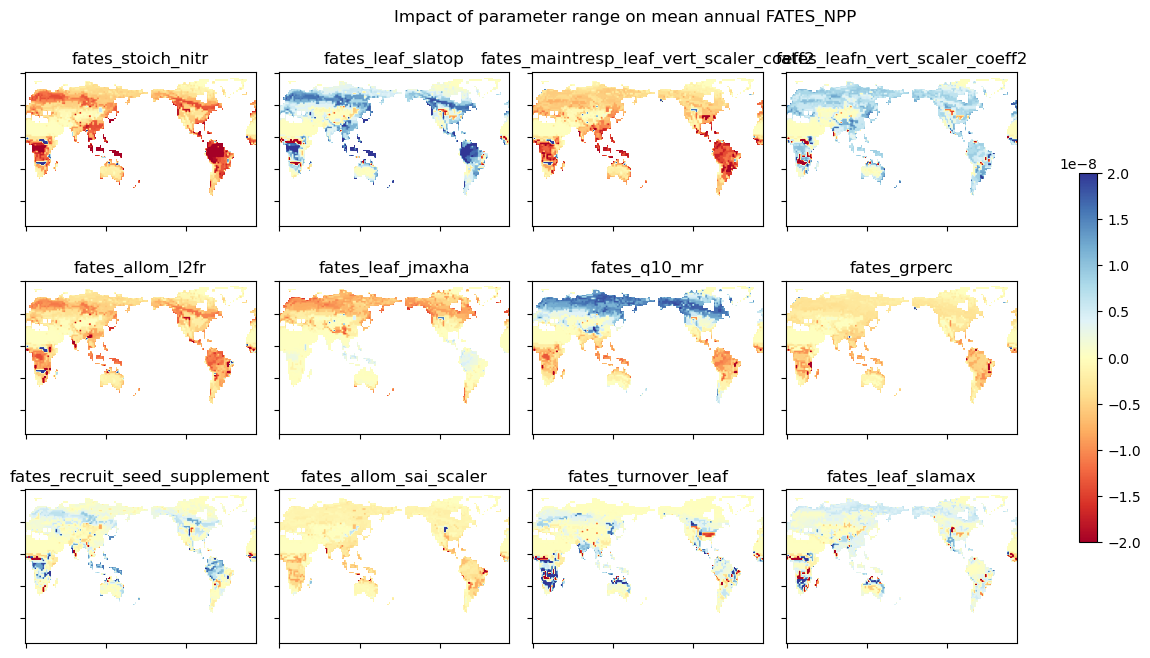 Impact of parameter range on mean annual FATES_NPP
fates_stoich_nitr
fates_leaf_slatop
fates_maintresp_leaf_vert_scaler_coeff2
fates_leafn_vert_scaler_coeff2
fates_allom_l2fr
fates_leaf_jmaxha
fates_q10_mr
fates_grperc
fates_recruit_seed_supplement
fates_allom_sai_scaler
fates_turnover_leaf
fates_leaf_slamax
1e−8
2.0
1.5
1.0
0.5
0.0
−0.5
−1.0
−1.5
−2.0